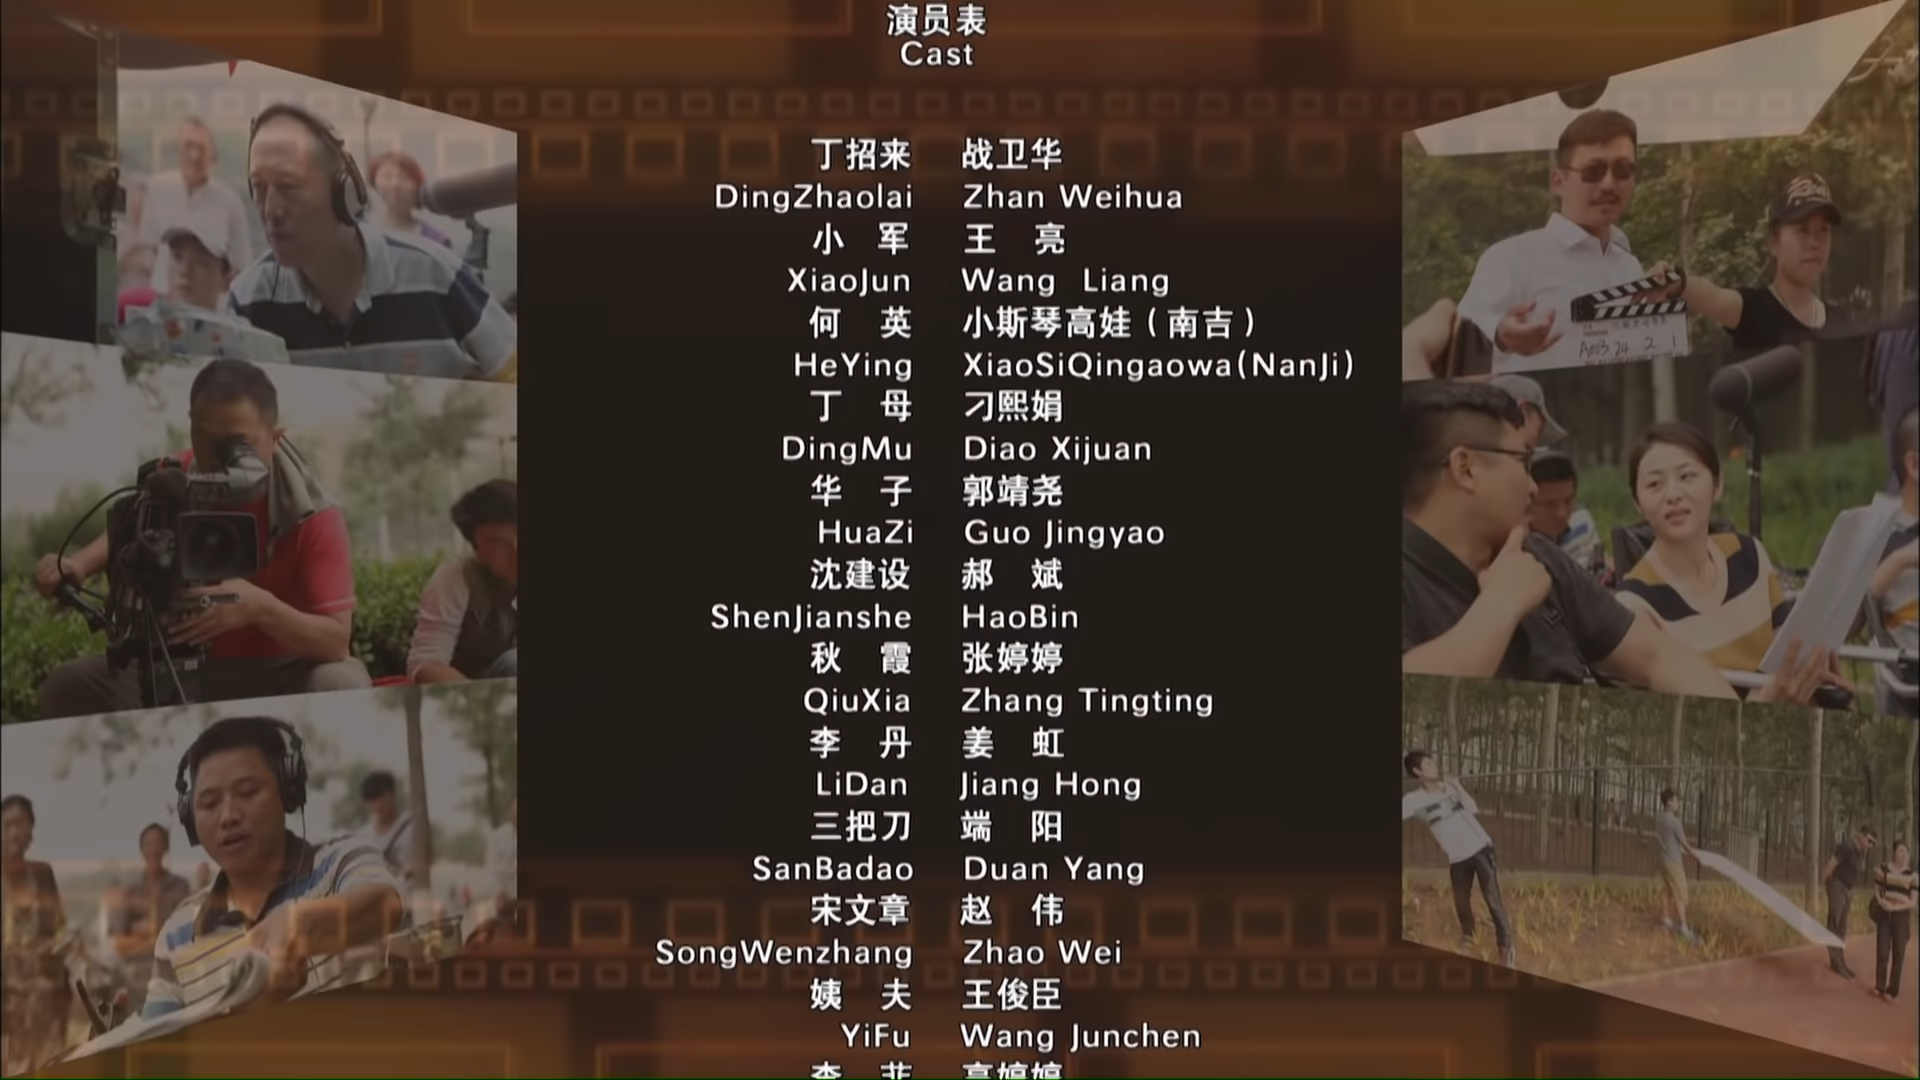 演员表
Cast
丁招来 战卫华
DingZhaolai Zhan Weihua
小 军 王 亮
XiaoJun Wang Liang
何 英 小斯琴高娃(南吉)
HeYing XiaoSiQingaowa(NanJi)
丁 母 刁熙娟
DingMu Diao Xijuan
华 子 郭靖尧
HuaZi Guo Jingyao
沈建设 郝 斌
ShenJianshe HaoBin
秋 霞 张婷婷
QiuXia Zhang Tingting
李 丹 姜 虹
LiDan Jiang Hong
三把刀 端 阳
SanBadao Duan Yang
宋文章 赵 伟
SongWenzhang Zhao Wei
姨 夫 王俊臣
YiFu Wang Junchen